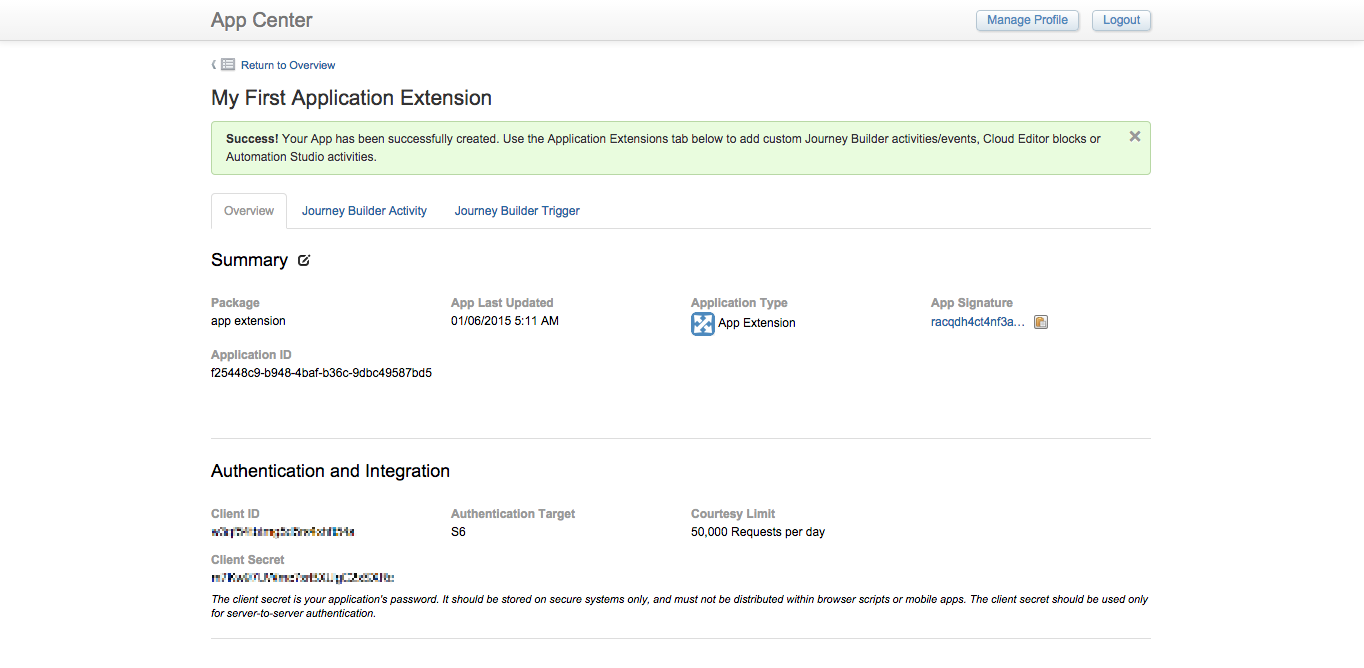 App Center
Manage Profile
Logout
Return to Overview
My First Application Extension
Success! Your App has been successfully created. Use the Application Extensions tab below to add custom Journey Builder activities/events, Cloud Editor blocks or
Automation Studio activities.
Overview
Journey Builder Activity
Journey Builder Trigger
Summary
Package
App Last Updated
Application Type
App Signature
app extension
01/06/2015 5:11 AM
App Extension
racqdh4ct4nf3a...
Application ID
f25448c9-b948-4baf-b36c-9dbc49587bd5
Authentication and Integration
Client ID
Authentication Target
Courtesy Limit
S6
50,000 Requests per day
Client Secret
The client secret is your application's password. It should be stored on secure systems only, and must not be distributed within browser scripts or mobile apps. The client secret should be used only
for server-to-server authentication.